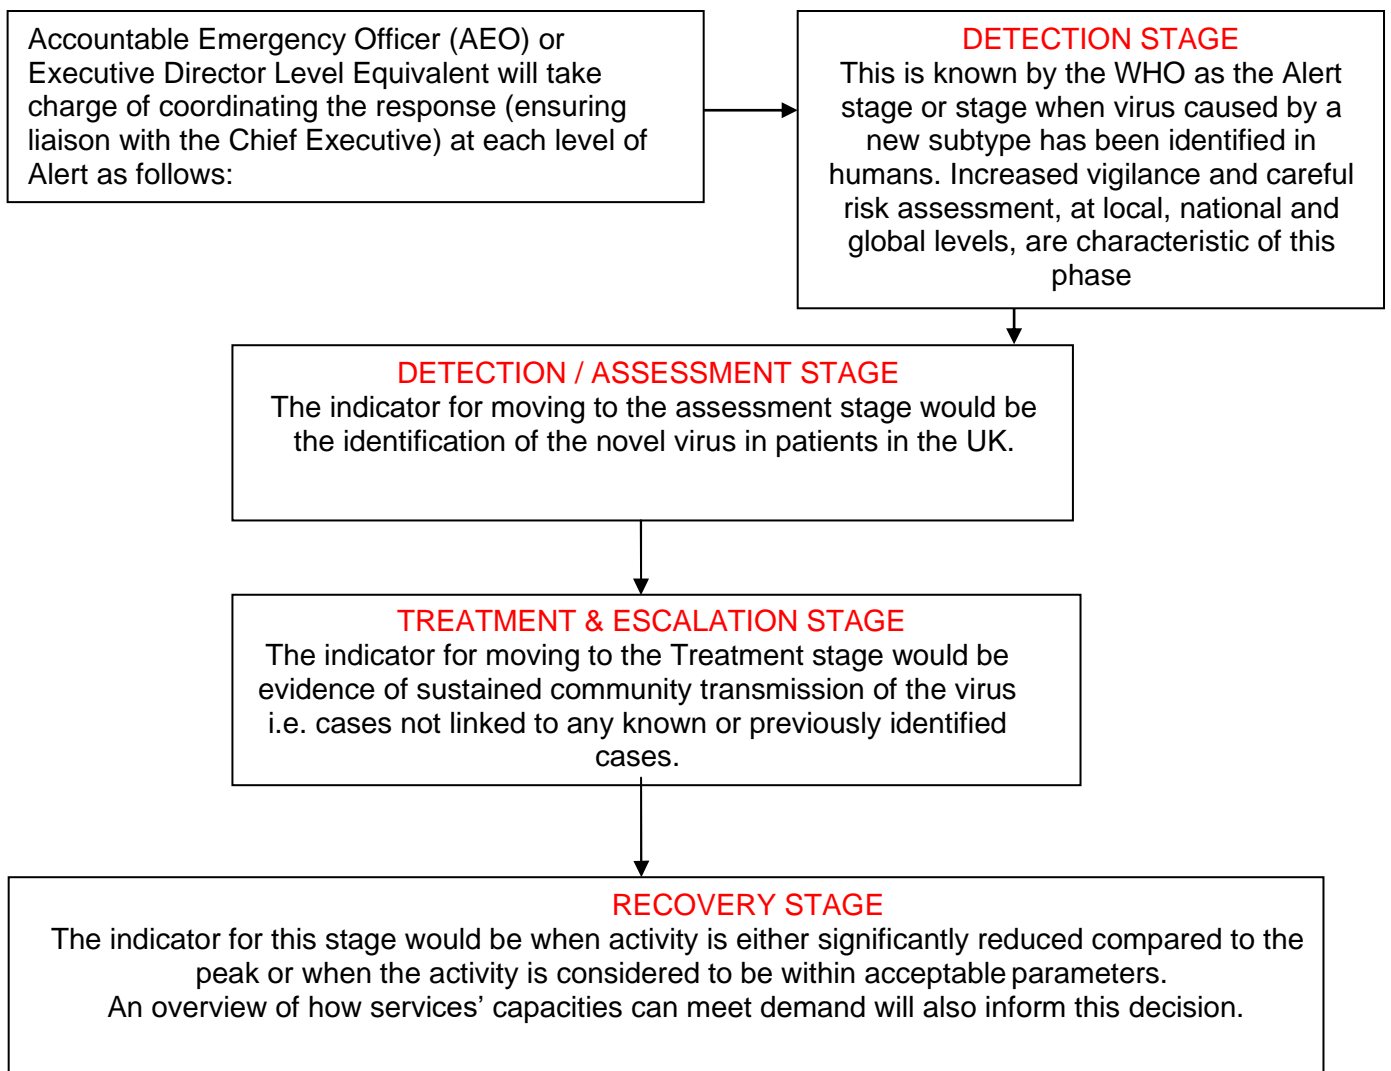 Accountable Emergency Officer (AEO) or
Executive Director Level Equivalent will take
charge of coordinating the response (ensuring
liaison with the Chief Executive) at each level of
Alert as follows:
DETECTION STAGE
This is known by the WHO as the Alert
stage or stage when virus caused by a
new subtype has been identified in
humans. Increased vigilance and careful
risk assessment, at local, national and
global levels, are characteristic of this
phase
DETECTION / ASSESSMENT STAGE
The indicator for moving to the assessment stage would be
the identification of the novel virus in patients in the UK.
TREATMENT & ESCALATION STAGE
The indicator for moving to the Treatment stage would be
evidence of sustained community transmission of the virus
i.e. cases not linked to any known or previously identified
cases.
RECOVERY STAGE
The indicator for this stage would be when activity is either significantly reduced compared to the
peak or when the activity is considered to be within acceptable parameters.
An overview of how services’ capacities can meet demand will also inform this decision.